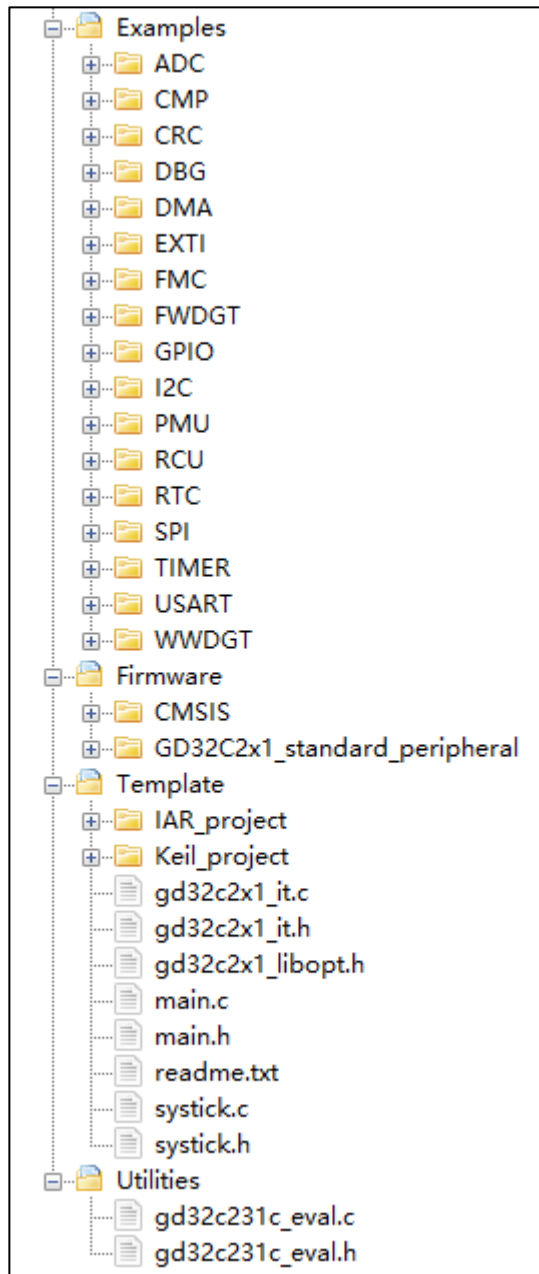 Examples
ADC
CMP
CRC
DBG
DMA
EXTI
FMC
FWDGT
GPIO
I2C
PMU
RCU
RTC
SPI
TIMER
USART
WWDGT
Firmware
CMSIS
GD32C2x1_standard_peripheral
Template
IAR_project
Keil_project
gd32c2x1_it.c
gd32c2x1_it.h
gd32c2x1_libopt.h
main.c
main.h
readme.txt
systick.c
systick.h
Utilities
gd32c231c_eval.c
gd32c231c_eval.h